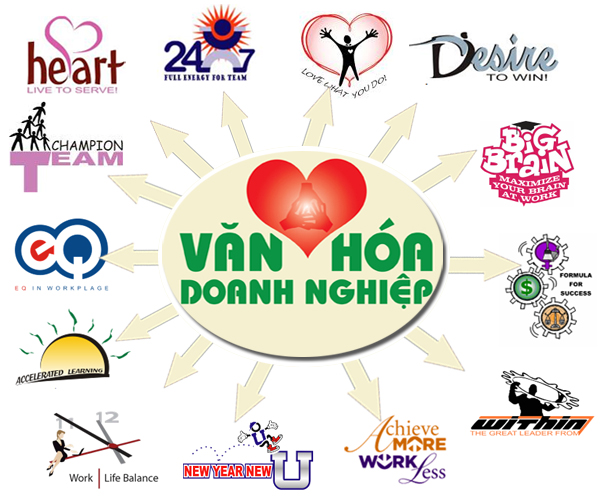 heart
LIVE TO SERVE!
24 7
FULL ENERGY FOR TEAM
LOVE WHAT YOU DO!
Desire
TO WIN!
CHAMPION
TEAM
BIG
BRAIN
MAXIMIZE
YOUR BRAIN
AT WORK
VĂN HÓA
DOANH NGHIỆP
eQ
EQ IN WORKPLAGE
$
FORMULA
FOR
SUCCESS
ACCELERATED LEARNING
WITHIN
THE GREAT LEADER FROM
11 12
Work | Life Balance
U
NEW YEAR NEW U
Achieve
MORE
WORK
Less